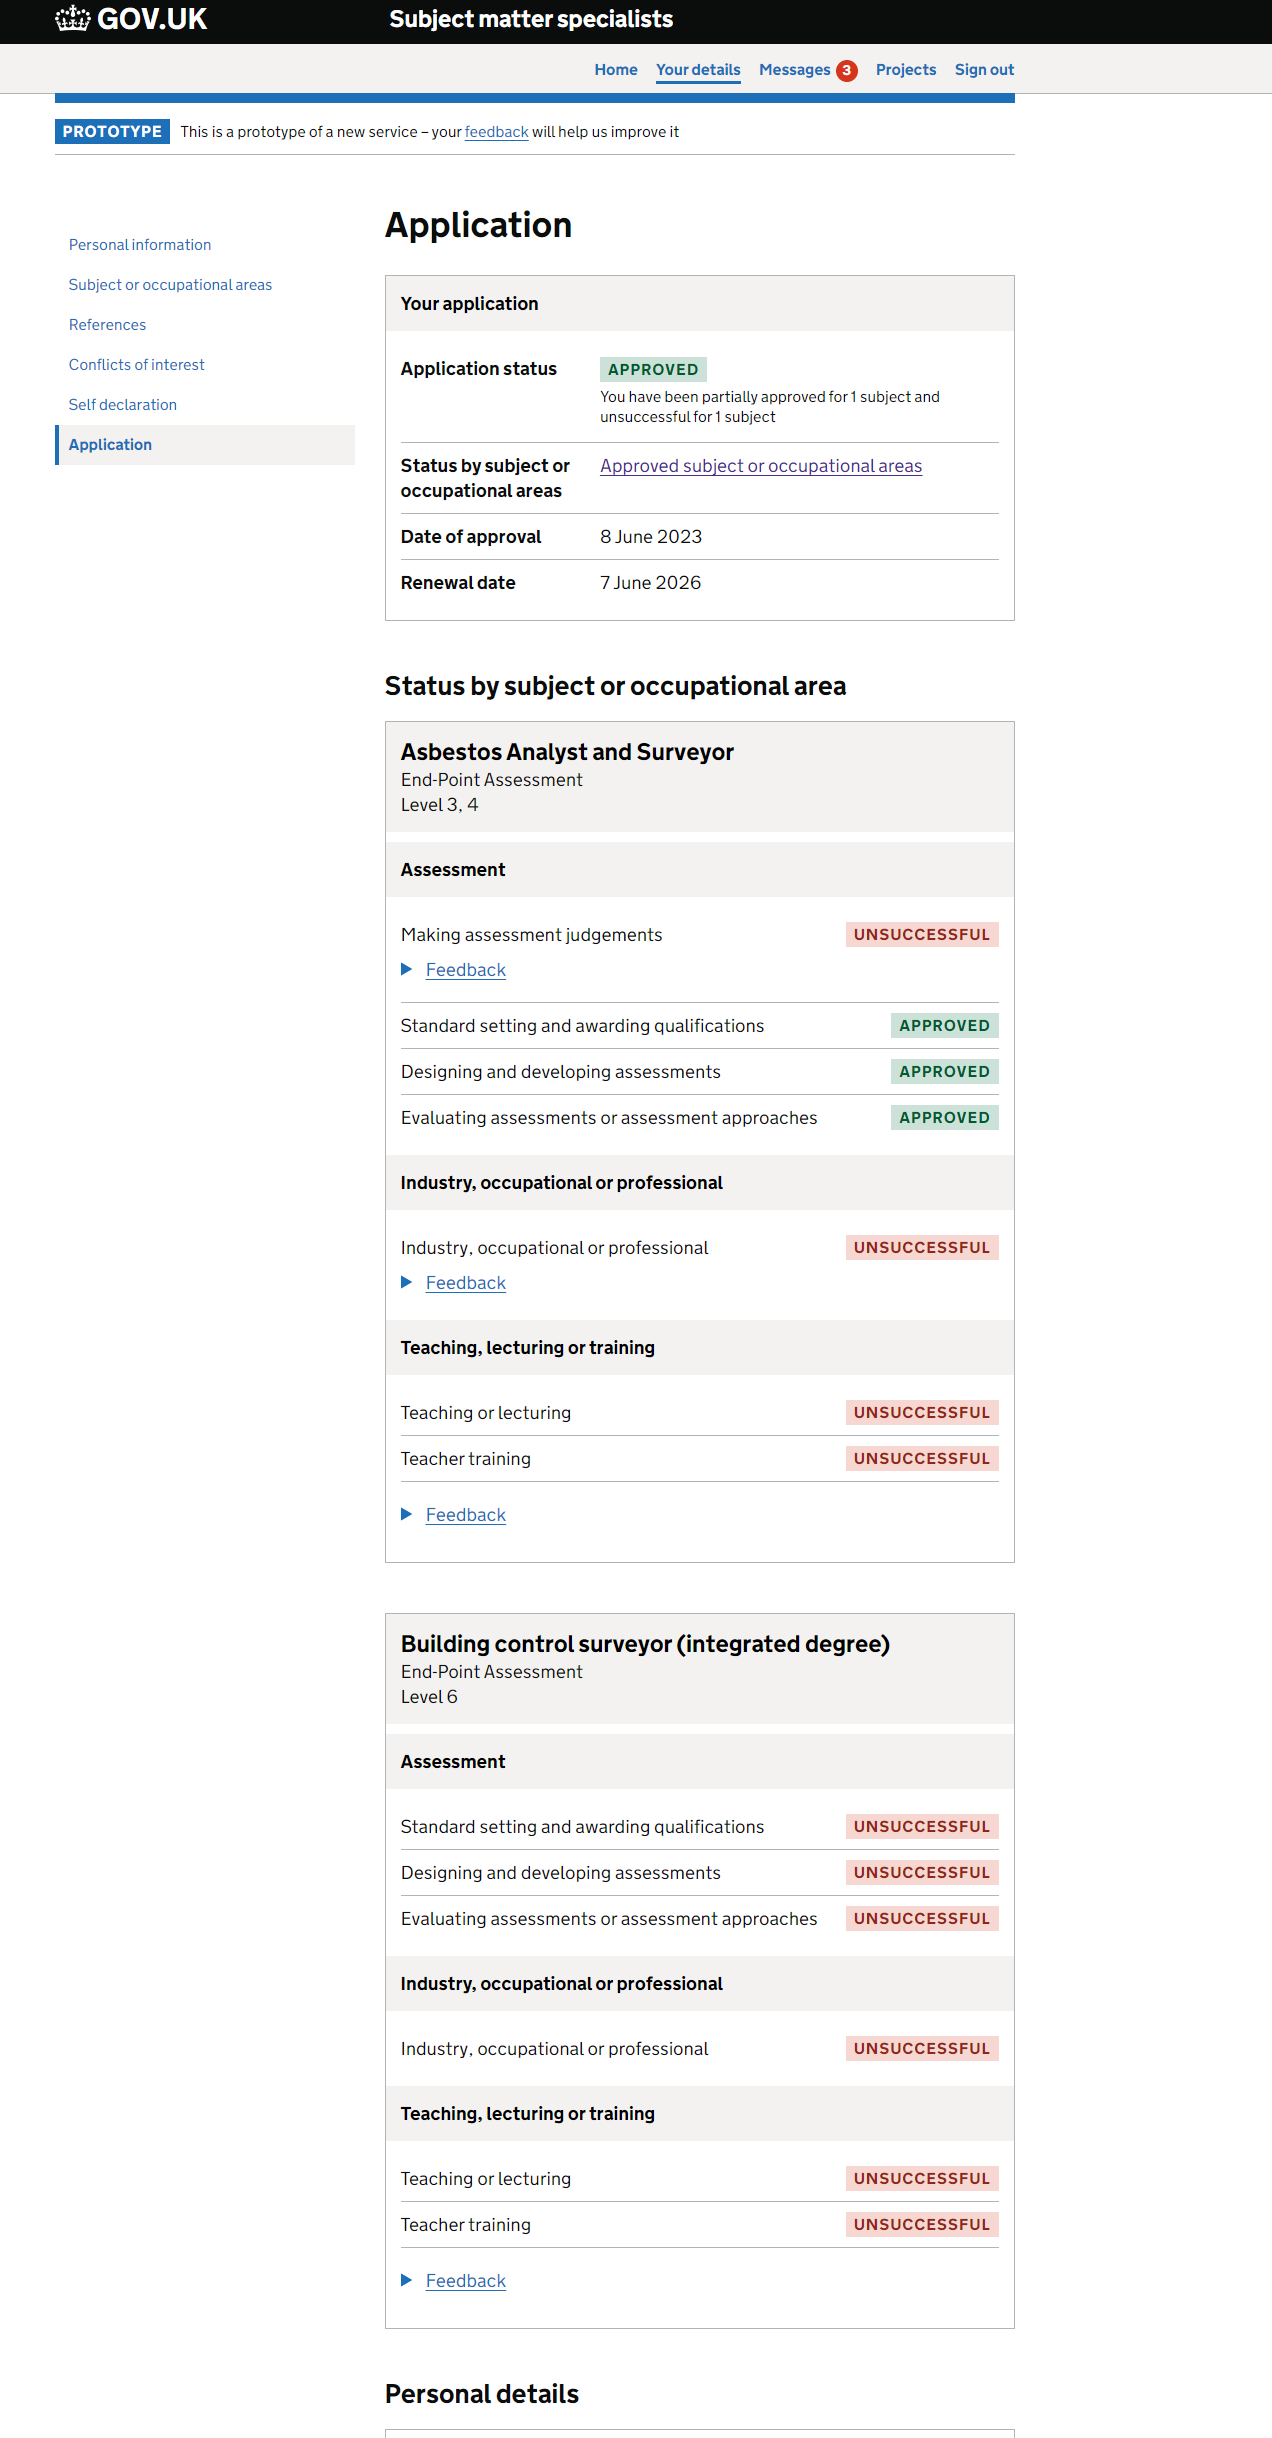 GOV.UK
Subject matter specialists
Home Your details Messages 3 Projects Sign out
PROTOTYPE This is a prototype of a new service – your feedback will help us improve it
Personal information
Subject or occupational areas
References
Conflicts of interest
Self declaration
Application
Application
Your application
Application status APPROVED
You have been partially approved for 1 subject and
unsuccessful for 1 subject
Status by subject or
occupational areas
Approved subject or occupational areas
Date of approval 8 June 2023
Renewal date 7 June 2026
Status by subject or occupational area
Asbestos Analyst and Surveyor
End-Point Assessment
Level 3, 4
Assessment
Making assessment judgements UNSUCCESSFUL
Feedback
Standard setting and awarding qualifications APPROVED
Designing and developing assessments APPROVED
Evaluating assessments or assessment approaches APPROVED
Industry, occupational or professional
Industry, occupational or professional UNSUCCESSFUL
Feedback
Teaching, lecturing or training
Teaching or lecturing UNSUCCESSFUL
Teacher training UNSUCCESSFUL
Feedback
Building control surveyor (integrated degree)
End-Point Assessment
Level 6
Assessment
Standard setting and awarding qualifications UNSUCCESSFUL
Designing and developing assessments UNSUCCESSFUL
Evaluating assessments or assessment approaches UNSUCCESSFUL
Industry, occupational or professional
Industry, occupational or professional UNSUCCESSFUL
Teaching, lecturing or training
Teaching or lecturing UNSUCCESSFUL
Teacher training UNSUCCESSFUL
Feedback
Personal details